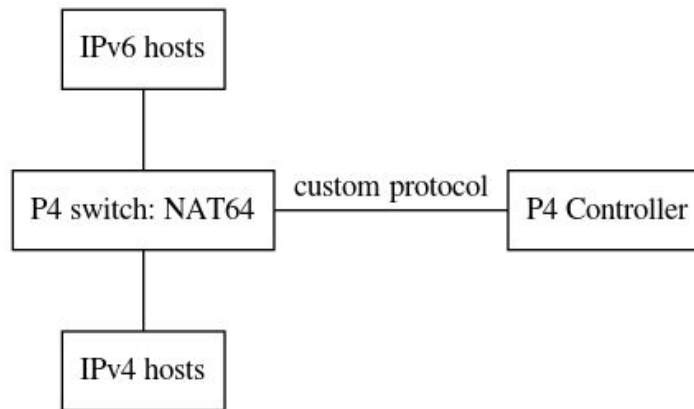 IPv6 hosts
P4 switch: NAT64
custom protocol
P4 Controller
IPv4 hosts